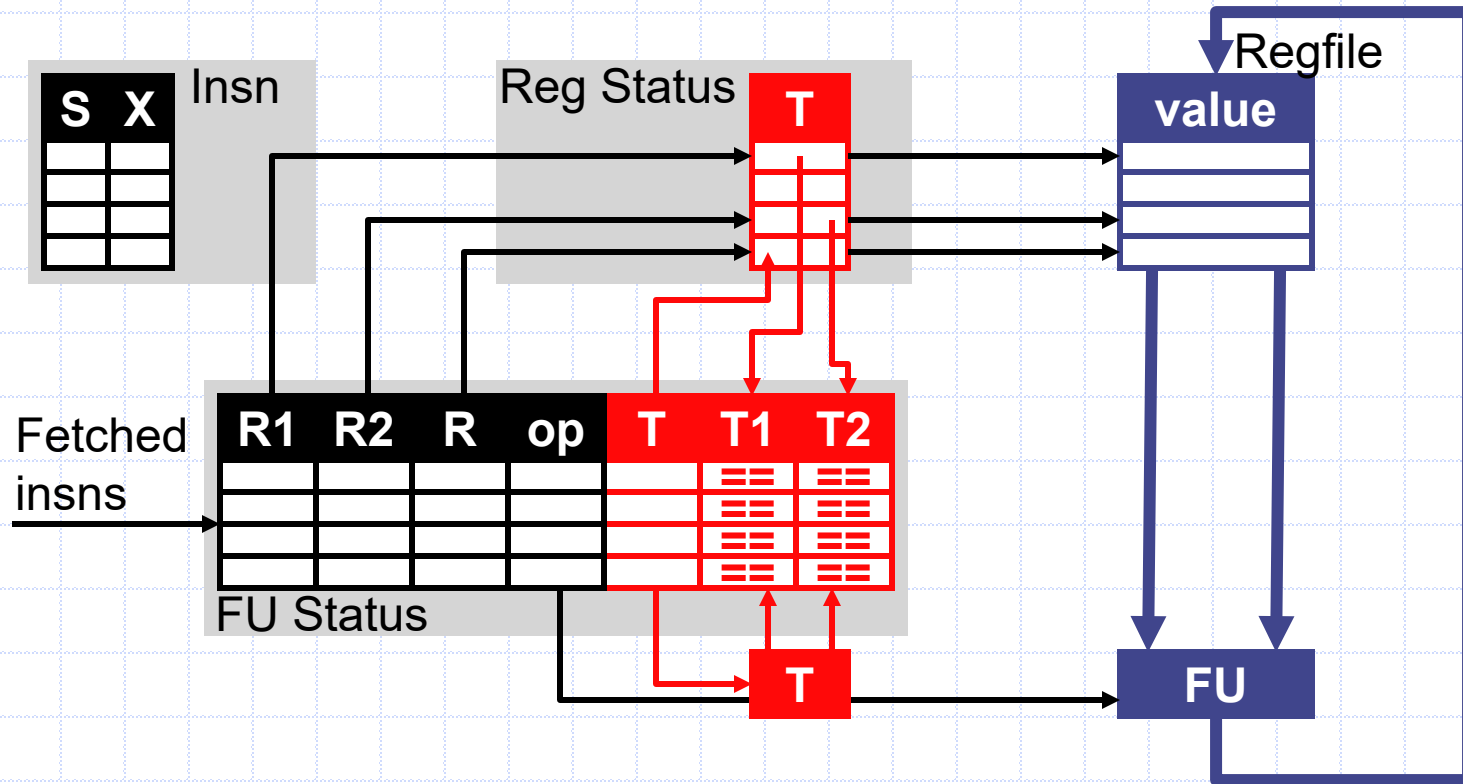 Insn
S X
Reg Status
T
Regfile
value
Fetched
insns
R1 R2 R op T T1 T2
== ==
== ==
== ==
== ==
FU Status
T
FU